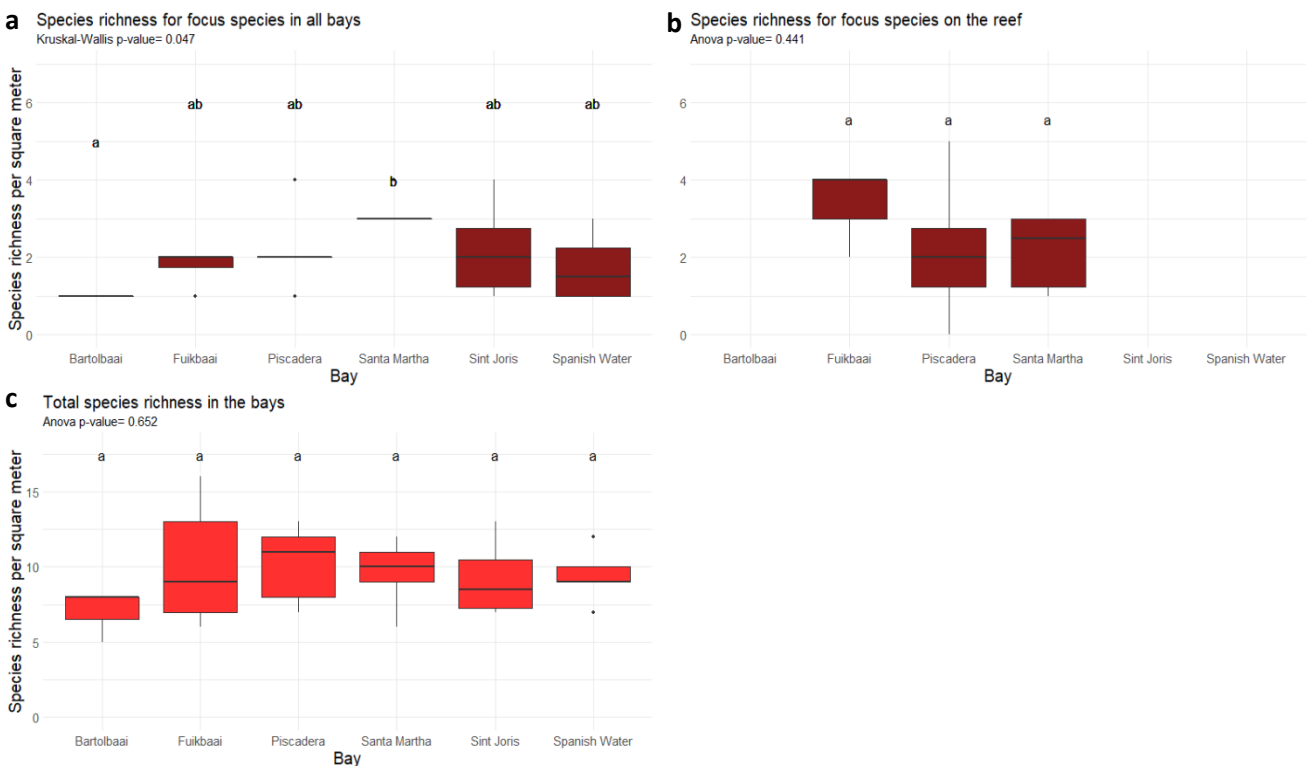 a
Species richness for focus species in all bays
Kruskal-Wallis p-value= 0.047
Species richness per square meter
6
4
2
0
a
ab
ab
b
ab
ab
Bartolbaai Fuikbaai Piscadera Santa Martha Sint Joris Spanish Water
Bay
b
Species richness for focus species on the reef
Anova p-value= 0.441
6
4
2
0
a a a
Bartolbaai Fuikbaai Piscadera Santa Martha Sint Joris Spanish Water
Bay
c
Total species richness in the bays
Anova p-value= 0.652
Species richness per square meter
15
10
5
0
a a a a a a
Bartolbaai Fuikbaai Piscadera Santa Martha Sint Joris Spanish Water
Bay